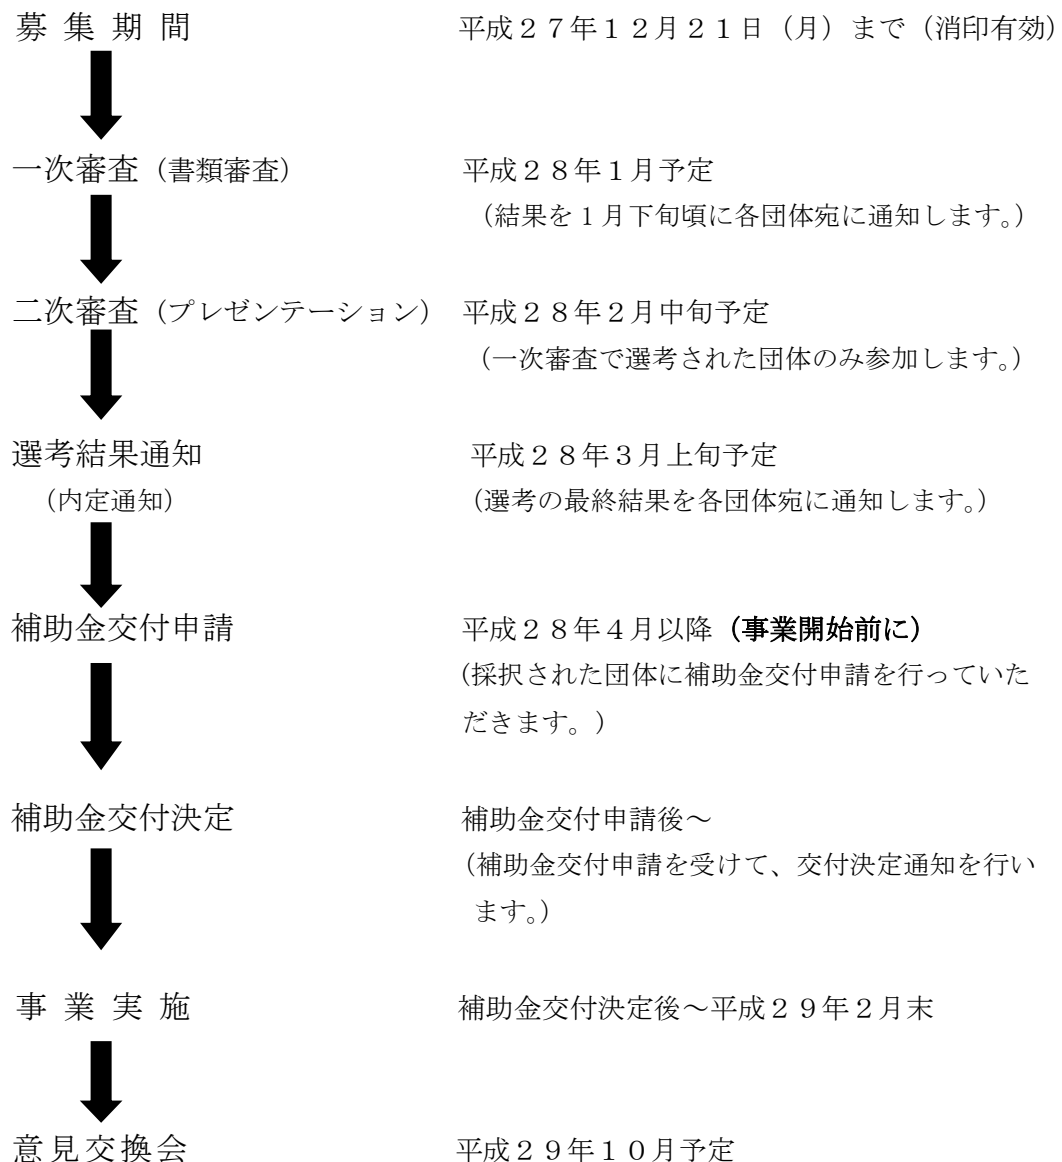 募 集 期 間　平成２７年１２月２１日（月）まで（消印有効）
一次審査（書類審査）　平成２８年１月予定
（結果を１月下旬頃に各団体宛に通知します。）
二次審査（プレゼンテーション）　平成２８年２月中旬予定
（一次審査で選考された団体のみ参加します。）
選考結果通知　平成２８年３月上旬予定
（内定通知）　（選考の最終結果を各団体宛に通知します。）
補助金交付申請　平成２８年４月以降（事業開始前に）
(採択された団体に補助金交付申請を行っていた
だきます。）
補助金交付決定　補助金交付申請後～
（補助金交付申請を受けて、交付決定通知を行い
ます。）
事 業 実 施　補助金交付決定後～平成２９年２月末
意見交換会　平成２９年１０月予定